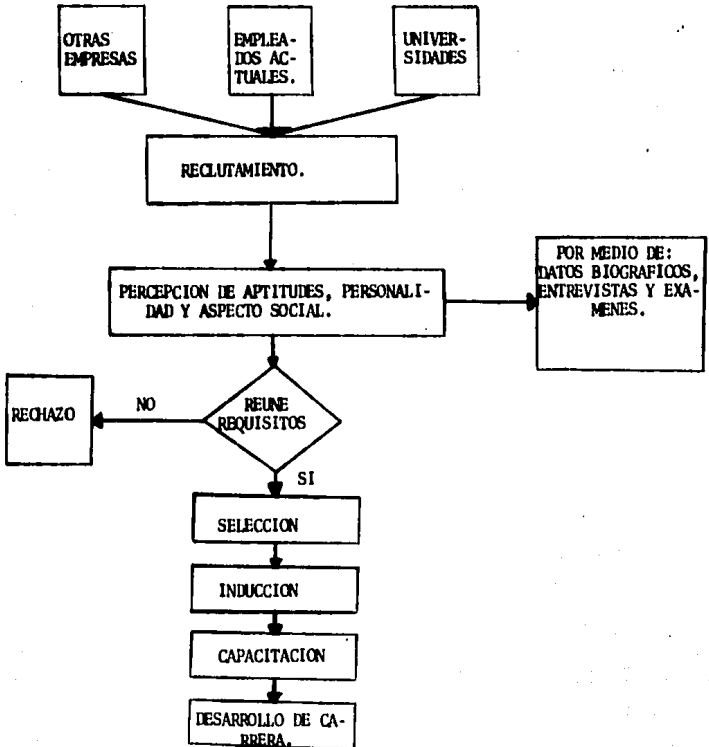 OTRAS
EMPRESAS
EMPLEA-
DOS AC-
TUALES.
UNIVER-
SIDADES
RECLUTAMIENTO.
POR MEDIO DE:
DATOS BIOGRAFICOS,
ENTREVISTAS Y EXA-
MENES.
PERCEPCION DE APTITUDES, PERSONALI-
DAD Y ASPECTO SOCIAL.
RECHAZO
NO
REUNE
REQUISITOS
SI
SELECCION
INDUCCION
CAPACITACION
DESARROLLO DE CA-
RRERA.